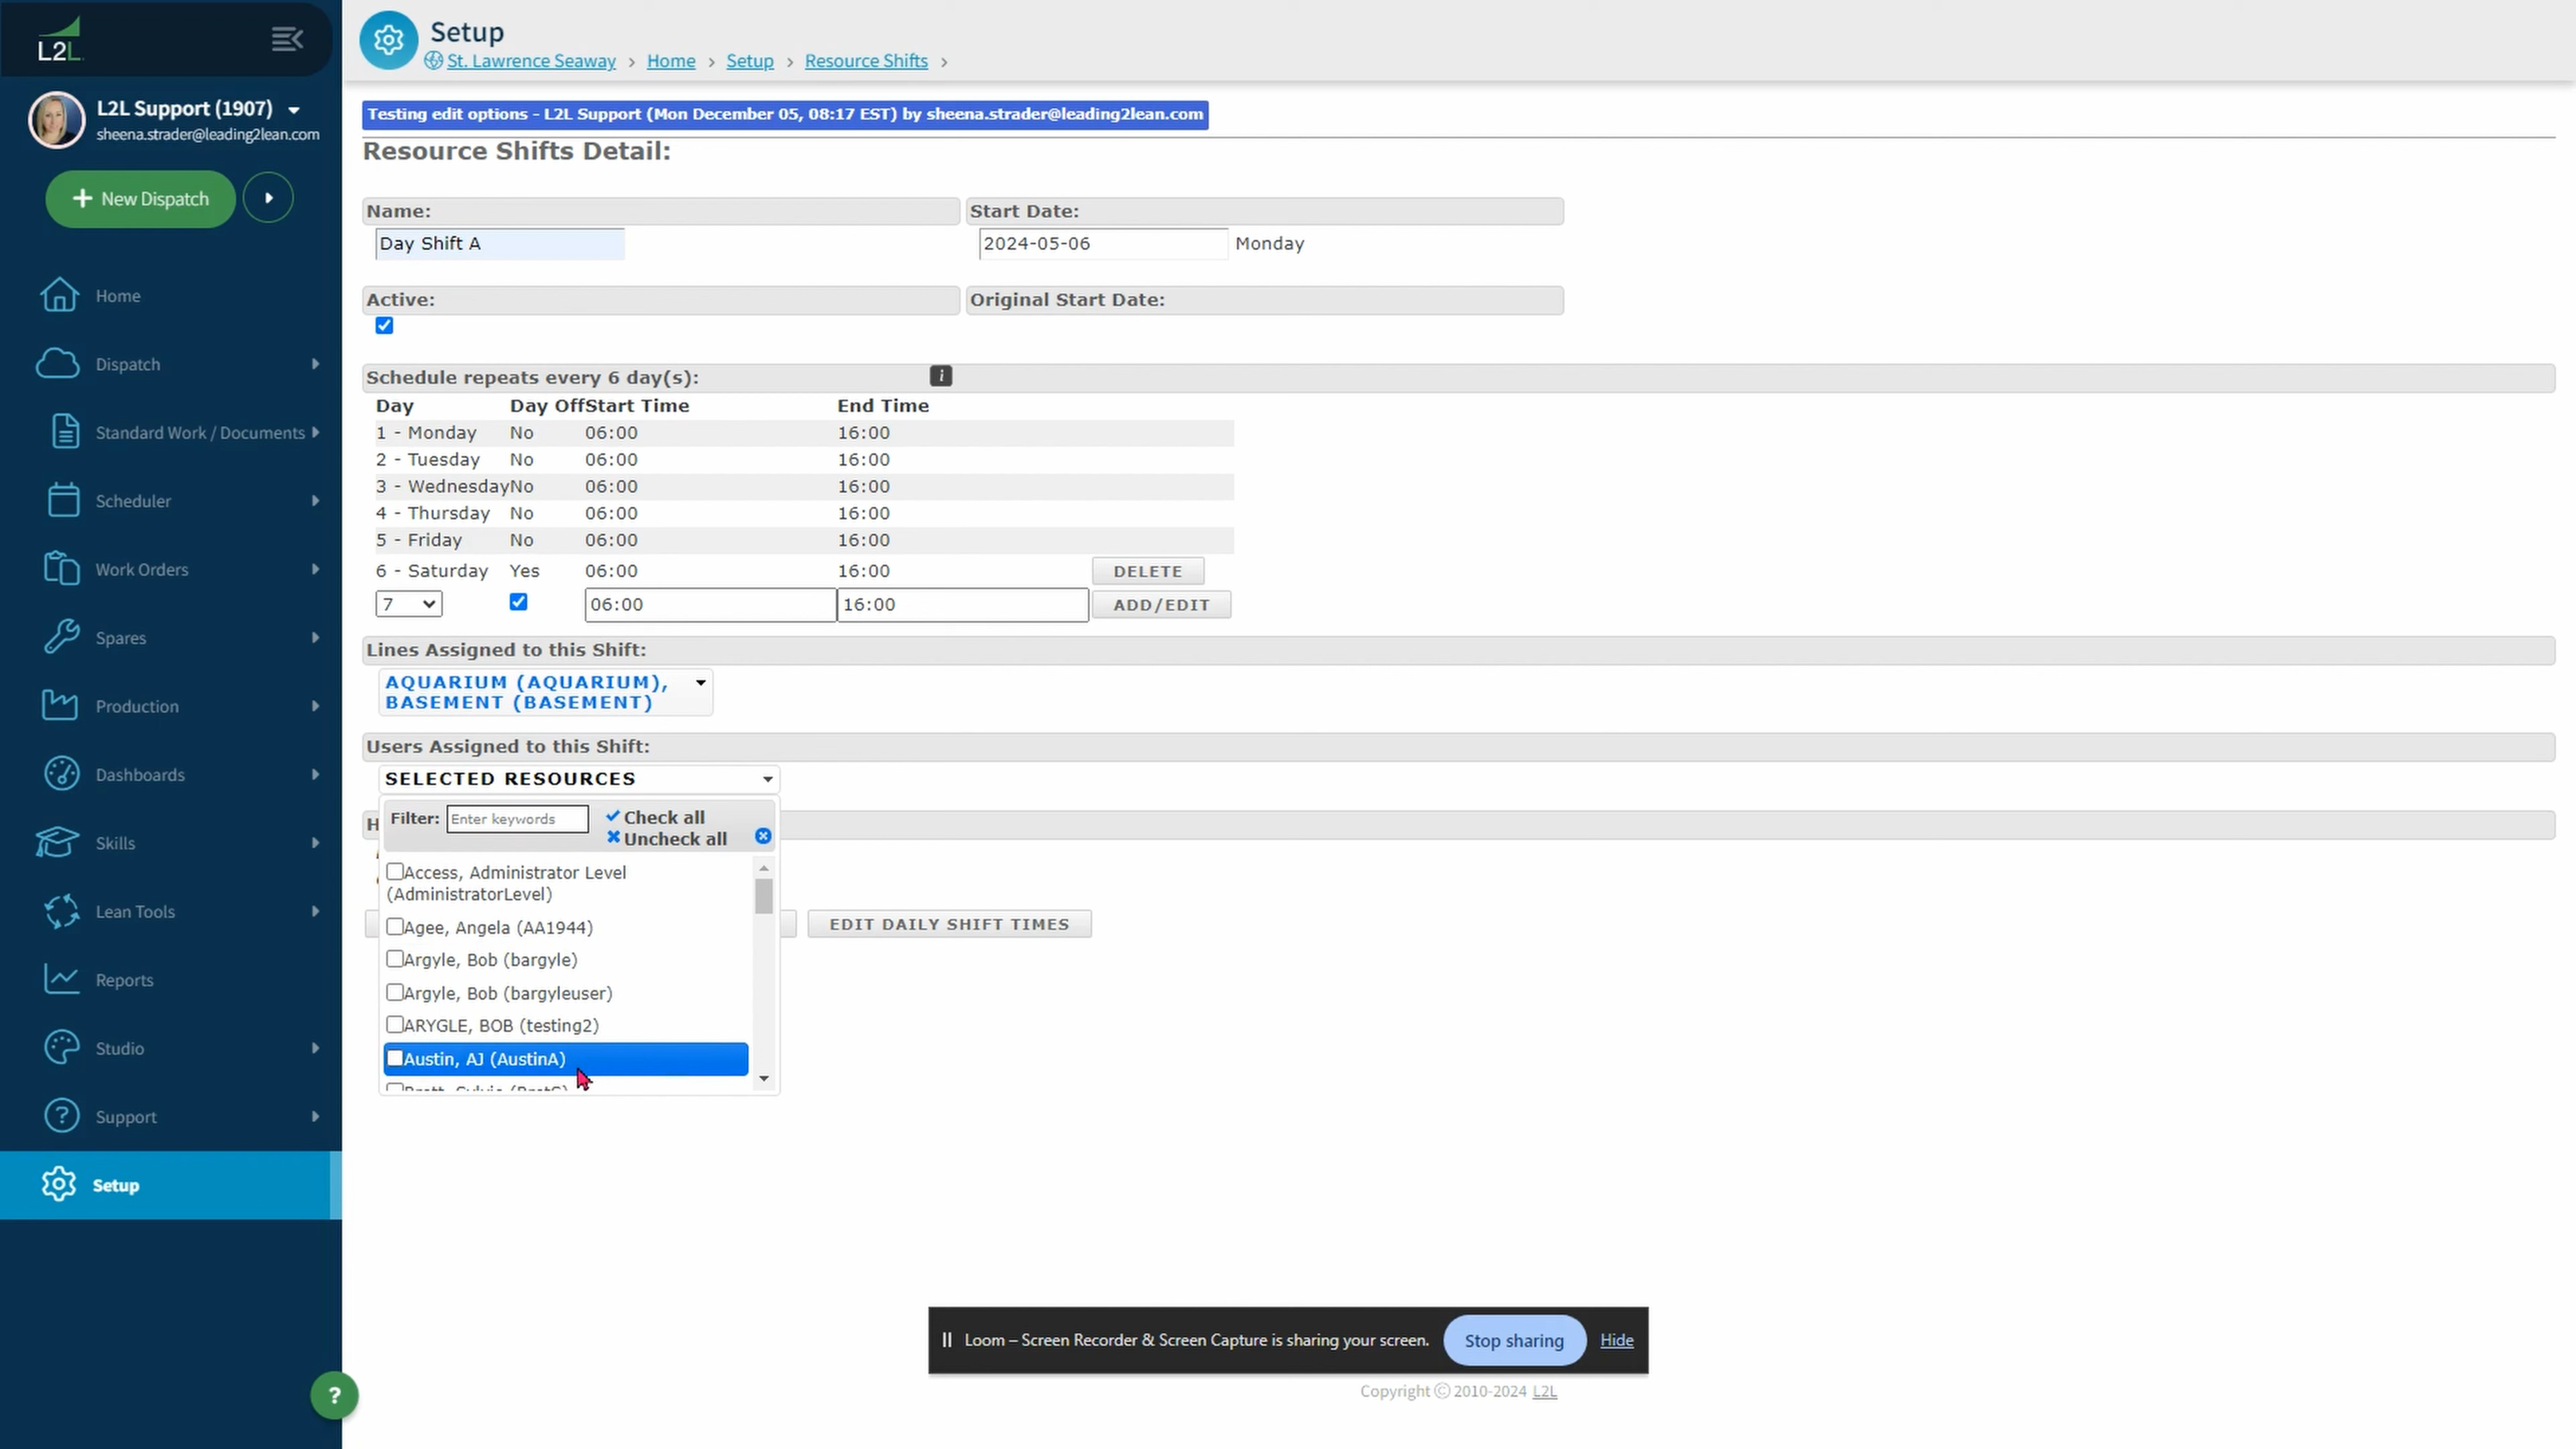 L2L
L2L Support (1907)
sheena.strader@leading2lean.com
+ New Dispatch
Home
Dispatch
Standard Work / Documents
Scheduler
Work Orders
Spares
Production
Dashboards
Skills
Lean Tools
Reports
Studio
Support
Setup
?
Setup
St. Lawrence Seaway › Home › Setup › Resource Shifts ›
Testing edit options - L2L Support (Mon December 05, 08:17 EST) by sheena.strader@leading2lean.com
Resource Shifts Detail:
Name: Start Date:
Day Shift A 2024-05-06 Monday
Active: Original Start Date:
Schedule repeats every 6 day(s): i
Day Day Off Start Time End Time
1 - Monday No 06:00 16:00
2 - Tuesday No 06:00 16:00
3 - Wednesday No 06:00 16:00
4 - Thursday No 06:00 16:00
5 - Friday No 06:00 16:00
6 - Saturday Yes 06:00 16:00 DELETE
7 06:00 16:00 ADD/EDIT
Lines Assigned to this Shift:
AQUARIUM (AQUARIUM),
BASEMENT (BASEMENT)
Users Assigned to this Shift:
SELECTED RESOURCES
Filter: Enter keywords Check all
Uncheck all
Access, Administrator Level
(AdministratorLevel)
Agee, Angela (AA1944)
Argyle, Bob (bargyle)
Argyle, Bob (bargyleuser)
ARYGLE, BOB (testing2)
Austin, AJ (AustinA)
EDIT DAILY SHIFT TIMES
Loom – Screen Recorder & Screen Capture is sharing your screen. Stop sharing Hide
Copyright © 2010-2024 L2L